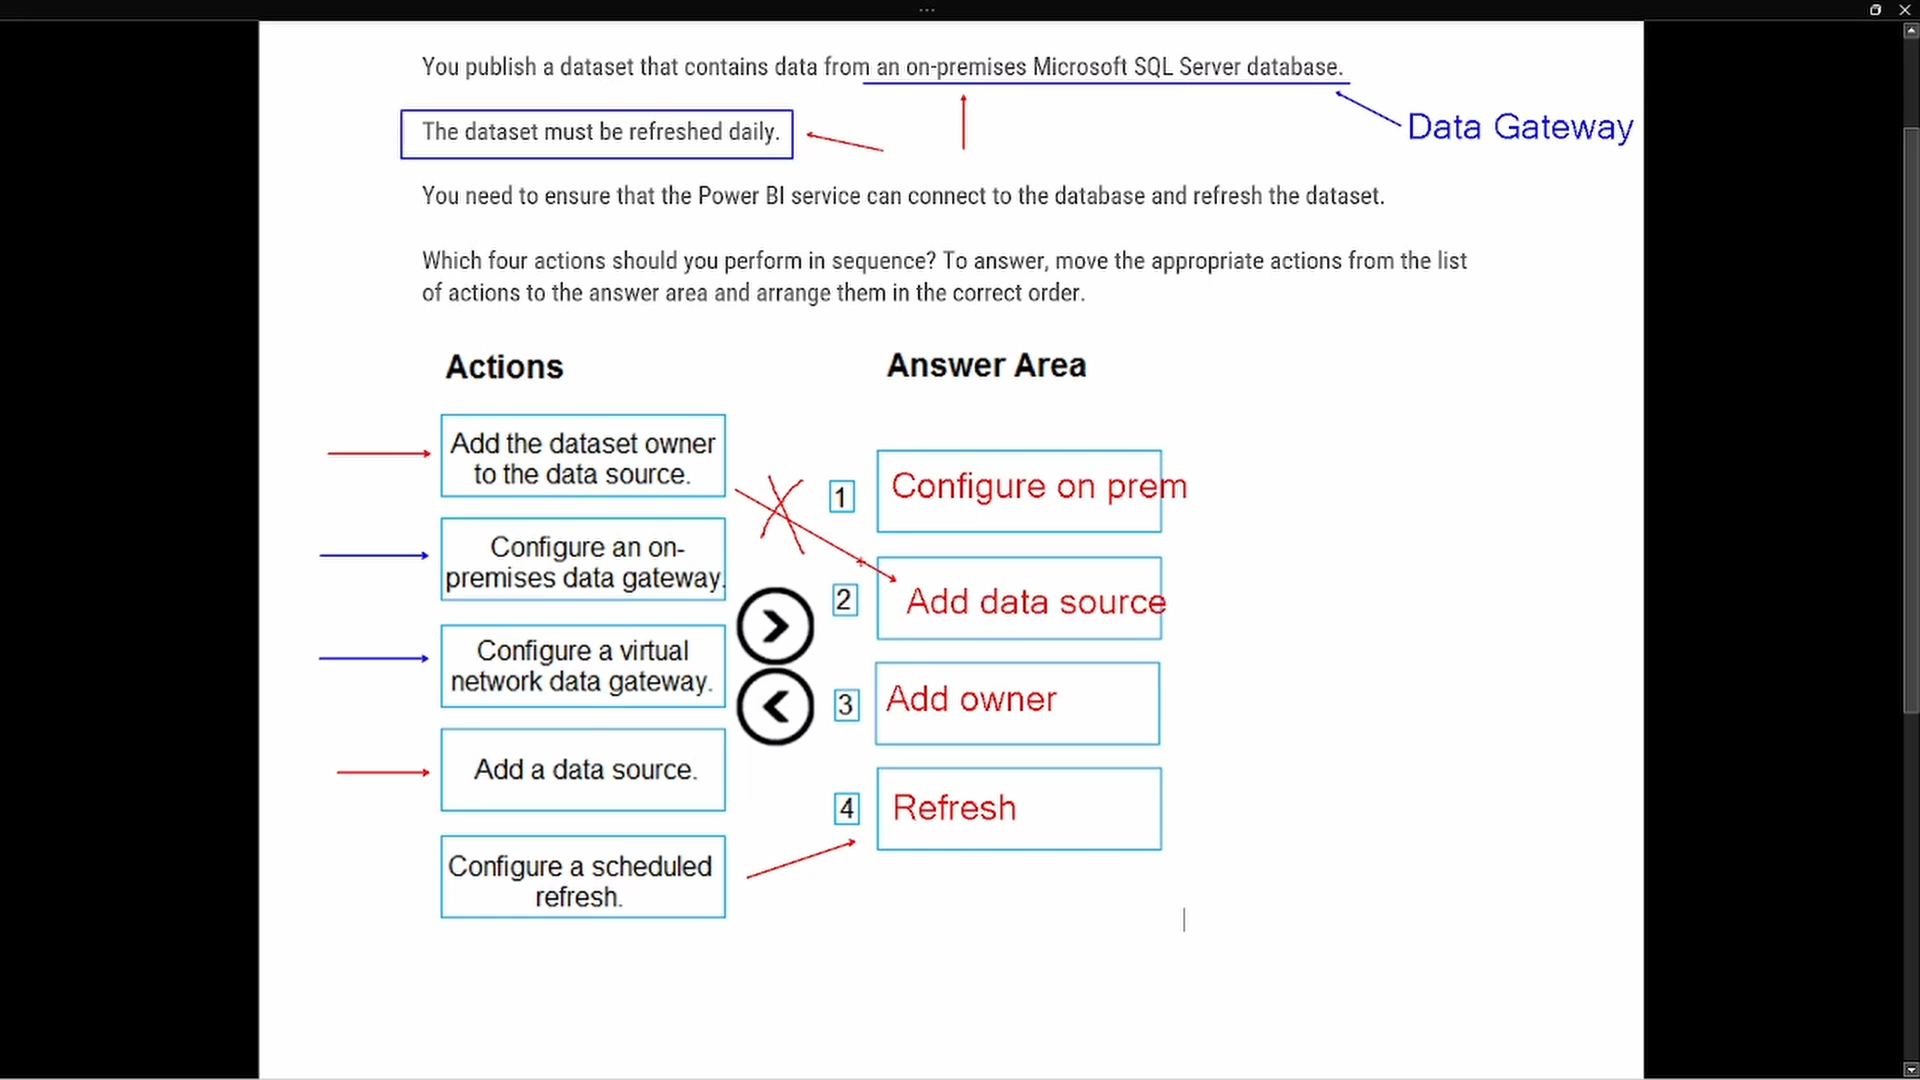 You publish a dataset that contains data from an on-premises Microsoft SQL Server database.
Data Gateway
The dataset must be refreshed daily.
You need to ensure that the Power BI service can connect to the database and refresh the dataset.
Which four actions should you perform in sequence? To answer, move the appropriate actions from the list
of actions to the answer area and arrange them in the correct order.
Actions
Add the dataset owner
to the data source.
Configure an on-
premises data gateway.
Configure a virtual
network data gateway.
Add a data source.
Configure a scheduled
refresh.
Answer Area
1 Configure on prem
2 Add data source
3 Add owner
4 Refresh